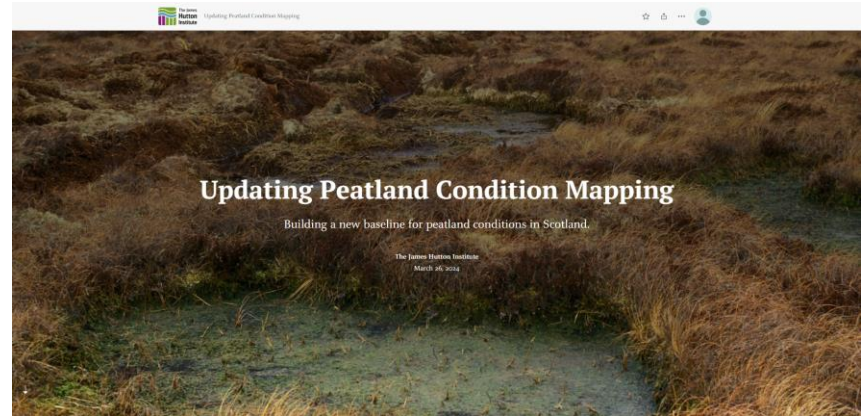 The James
Hutton
Institute
Updating Peatland Condition Mapping
Updating Peatland Condition Mapping
Building a new baseline for peatland conditions in Scotland.
The James Hutton Institute
March 26, 2024